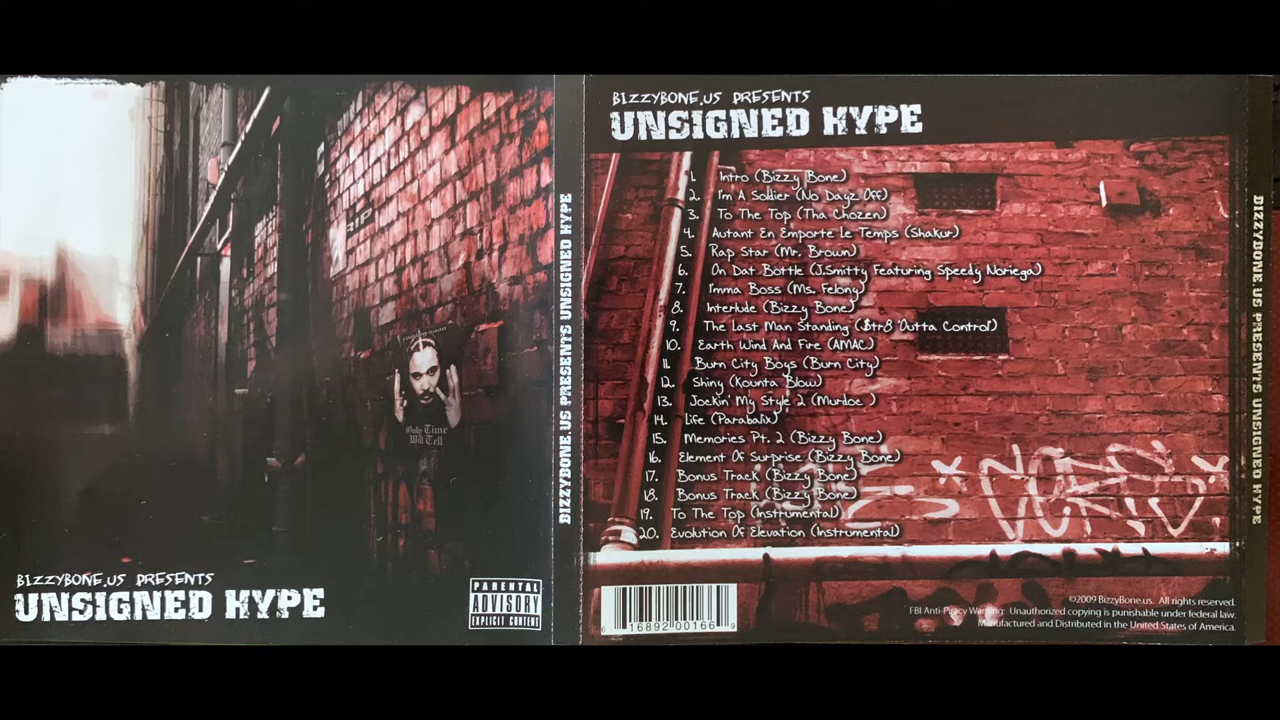 RIP
Only Time
Will Tell
BIZZYBONE.US PRESENTS
UNSIGNED HYPE
PARENTAL
ADVISORY
EXPLICIT CONTENT
BIZZYBONE.US PRESENTS UNSIGNED HYPE
BIZZYBONE.US PRESENTS
UNSIGNED HYPE
1. Intro (Bizzy Bone)
2. I'm A Soldier (No Dayz Off)
3. To The Top (Tha Chozen)
4. Autant En Emporte Le Temps (Shakur)
5. Rap Star (Mr. Brown)
6. On Dat Bottle (J.Smitty Featuring Speedy Noriega)
7. I'mma Boss (Ms. Felony)
8. Interlude (Bizzy Bone)
9. The Last Man Standing ($tr8 'Outta Control')
10. Earth Wind And Fire (AMAC)
11. Burn City Boys (Burn City)
12. Shiny (Kounta Blow)
13. Jockin' My Style 2 (Murdoc )
14. Life (Parabalix)
15. Memories Pt. 2 (Bizzy Bone)
16. Element Of Surprise (Bizzy Bone)
17. Bonus Track (Bizzy Bone)
18. Bonus Track (Bizzy Bone)
19. To The Top (Instrumental)
20. Evolution Of Elevation (Instrumental)
6 16892 00166 9
©2009 BizzyBone.us. All rights reserved.
FBI Anti-Piracy Warning: Unauthorized copying is punishable under federal law.
Manufactured and Distributed in the United States of America.
BIZZYBONE.US PRESENTS UNSIGNED HYPE